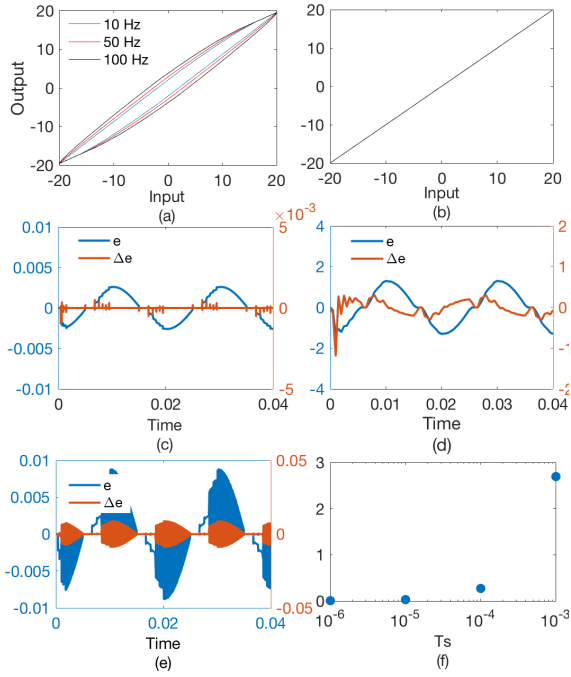 20
10
0
-10
-20
Output
10 Hz
50 Hz
100 Hz
-20 -10 0 10 20
Input
(a)
20
10
0
-10
-20
-20 -10 0 10 20
Input
(b)
0.01
0.005
0
-0.005
-0.01
e
Δe
×10⁻³
5
0
-5
0 0.02 0.04
Time
(c)
4
2
0
-2
-4
e
Δe
2
1
0
-1
-2
0 0.01 0.02 0.03 0.04
Time
(d)
0.01
0.005
0
-0.005
-0.01
e
Δe
0.05
0
-0.05
0 0.02 0.04
Time
(e)
3
2
1
0
10⁻⁶ 10⁻⁵ 10⁻⁴ 10⁻³
Ts
(f)